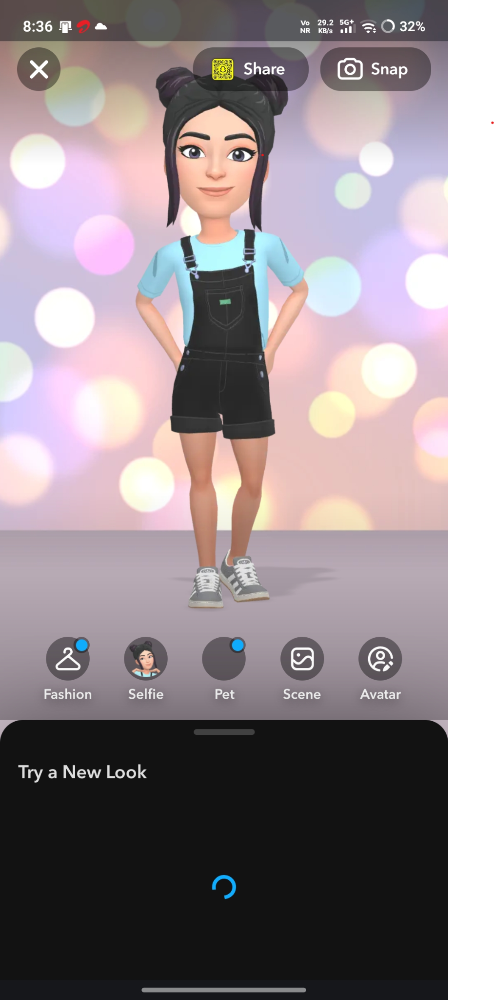 8:36
Vo
NR
29.2
KB/s
5G+
32%
Share
Snap
Fashion
Selfie
Pet
Scene
Avatar
Try a New Look